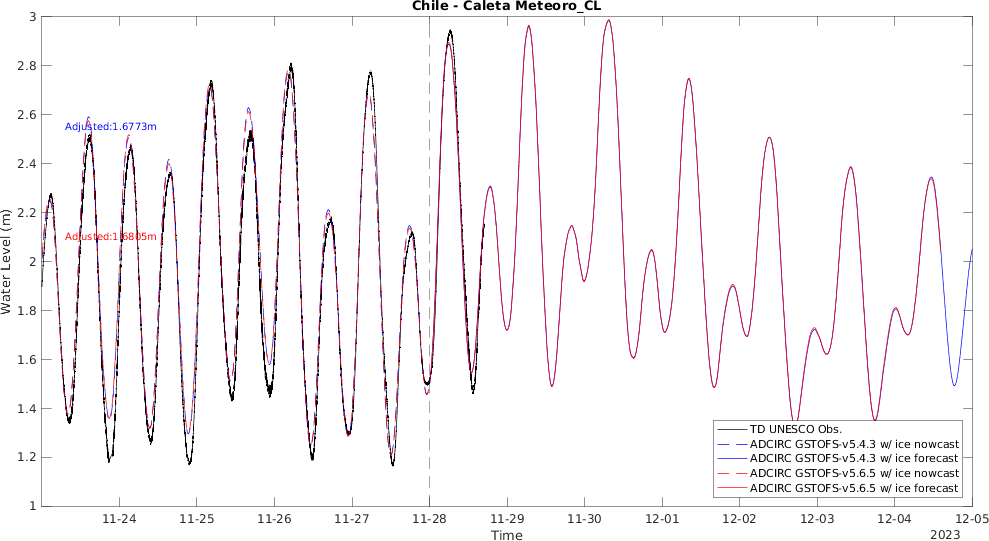 Chile - Caleta Meteoro_CL
3
2.8
2.6
2.4
2.2
2
1.8
1.6
1.4
1.2
1
Water Level (m)
Adjusted:1.6773m
Adjusted:1.6805m
TD UNESCO Obs.
ADCIRC GSTOFS-v5.4.3 w/ ice nowcast
ADCIRC GSTOFS-v5.4.3 w/ ice forecast
ADCIRC GSTOFS-v5.6.5 w/ ice nowcast
ADCIRC GSTOFS-v5.6.5 w/ ice forecast
11-24 11-25 11-26 11-27 11-28 11-29 11-30 12-01 12-02 12-03 12-04 12-05
Time
2023